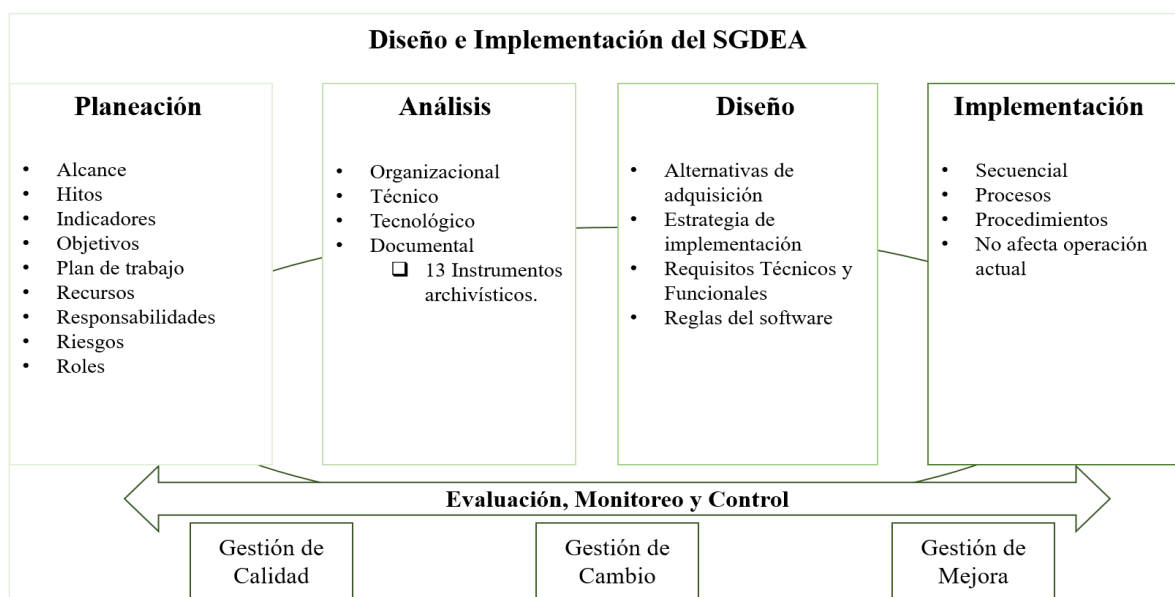 Diseño e Implementación del SGDEA
Planeación
• Alcance
• Hitos
• Indicadores
• Objetivos
• Plan de trabajo
• Recursos
• Responsabilidades
• Riesgos
• Roles
Análisis
• Organizacional
• Técnico
• Tecnológico
• Documental
❑ 13 Instrumentos
archivísticos.
Diseño
• Alternativas de
adquisición
• Estrategia de
implementación
• Requisitos Técnicos y
Funcionales
• Reglas del software
Implementación
• Secuencial
• Procesos
• Procedimientos
• No afecta operación
actual
Evaluación, Monitoreo y Control
Gestión de
Calidad
Gestión de
Cambio
Gestión de
Mejora